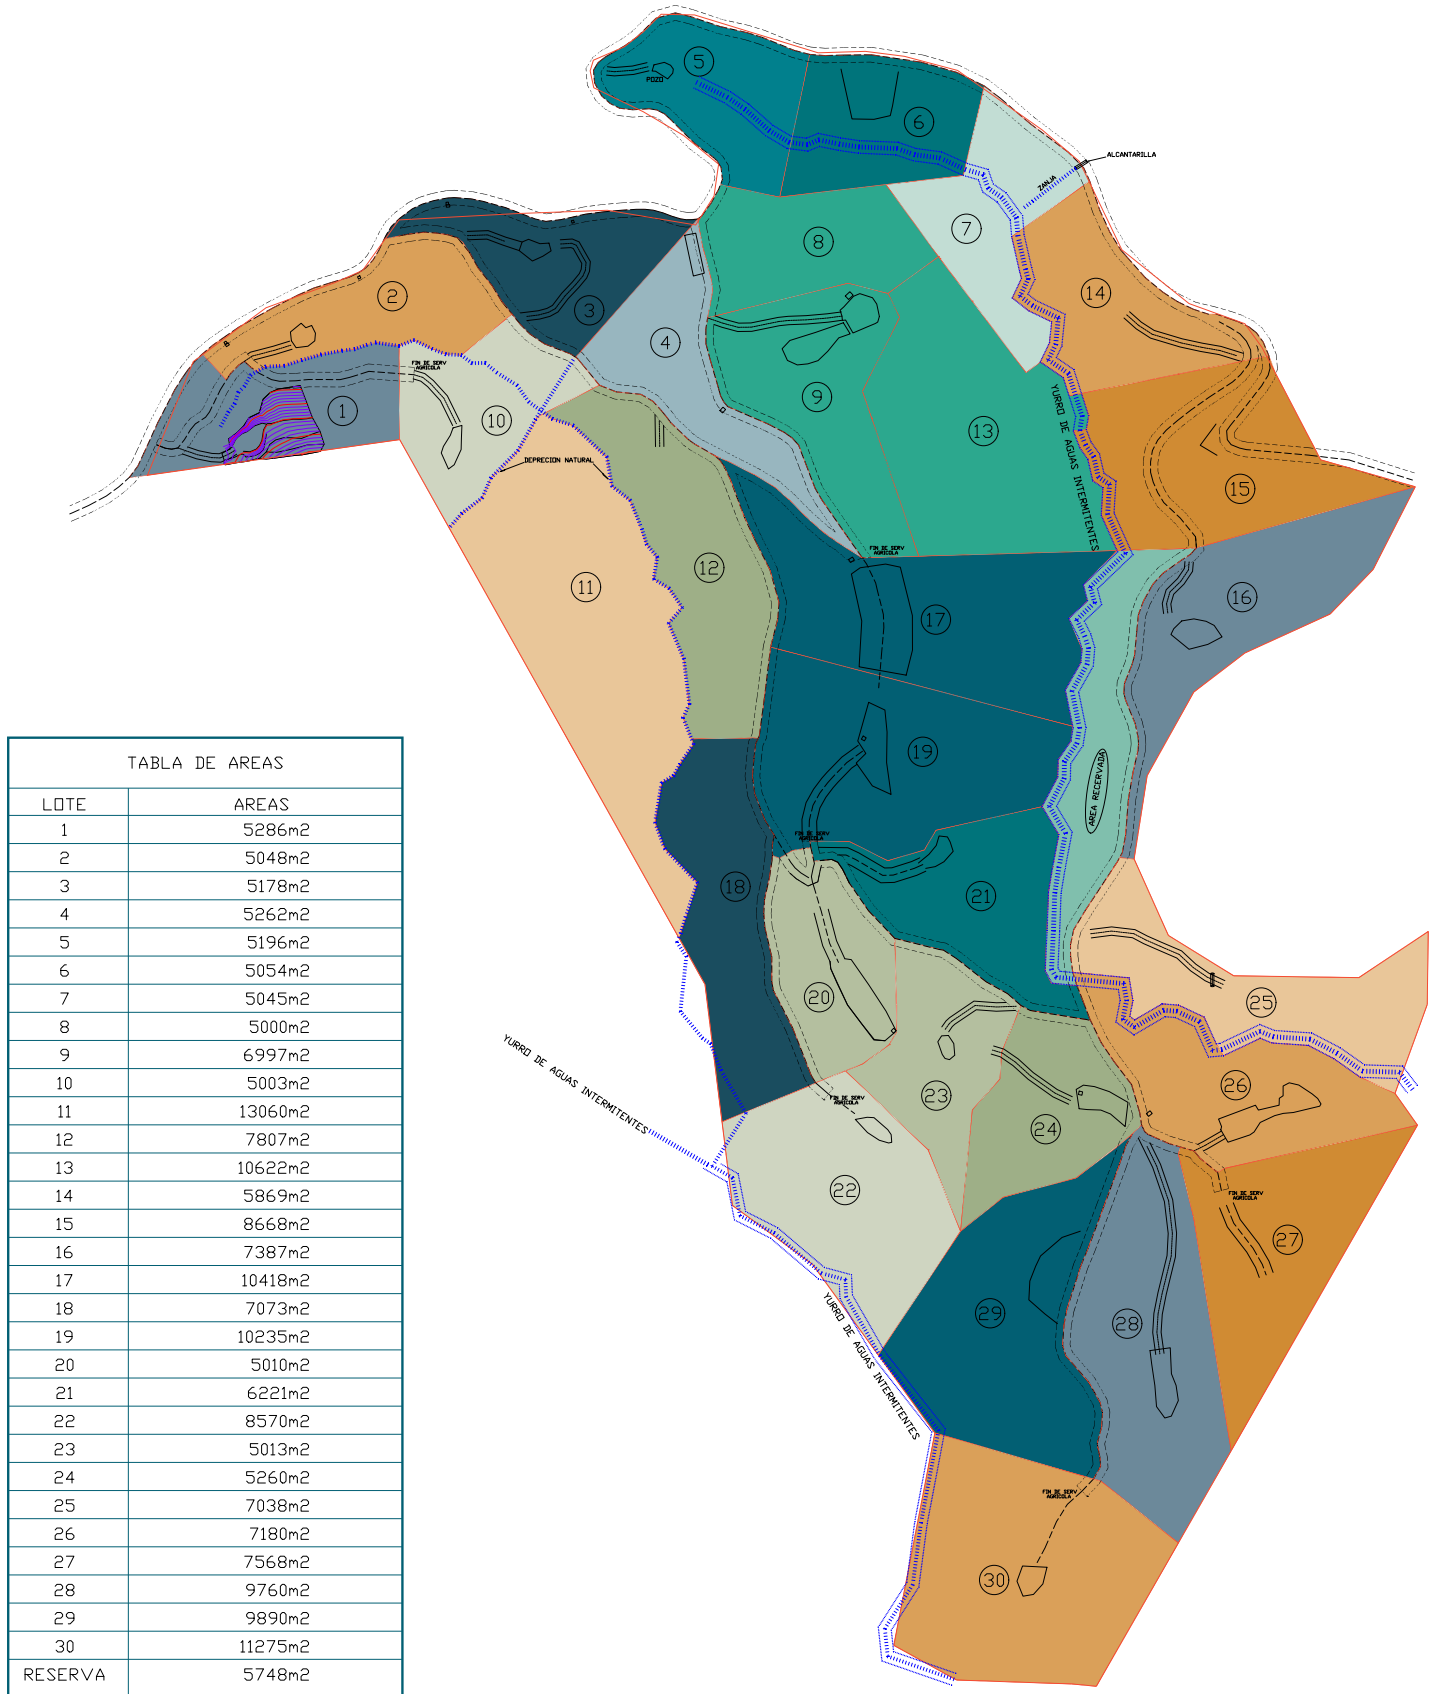 5
POZO
6
ALCANTARILLA
ZANJA
7
8
14
2
3
4
FIN DE SERV
AGRICOLA
1
10
9
13
YURRO DE AGUAS INTERMITENTES
DEPRECION NATURAL
15
FIN DE SERV
AGRICOLA
12
11
16
17
19
AREA RECERVADA
FIN DE SERV
AGRICOLA
18
21
20
25
YURRO DE AGUAS INTERMITENTES
26
23
FIN DE SERV
AGRICOLA
24
22
FIN DE SERV
AGRICOLA
27
29
28
YURRO DE AGUAS INTERMITENTES
FIN DE SERV
AGRICOLA
30
TABLA DE AREAS
LOTE AREAS
1 5286m2
2 5048m2
3 5178m2
4 5262m2
5 5196m2
6 5054m2
7 5045m2
8 5000m2
9 6997m2
10 5003m2
11 13060m2
12 7807m2
13 10622m2
14 5869m2
15 8668m2
16 7387m2
17 10418m2
18 7073m2
19 10235m2
20 5010m2
21 6221m2
22 8570m2
23 5013m2
24 5260m2
25 7038m2
26 7180m2
27 7568m2
28 9760m2
29 9890m2
30 11275m2
RESERVA 5748m2